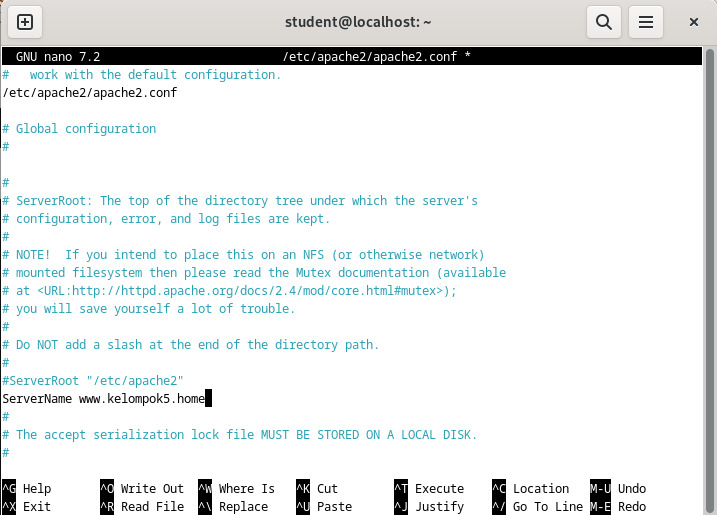 student@localhost: ~
GNU nano 7.2 /etc/apache2/apache2.conf *
#   work with the default configuration.
/etc/apache2/apache2.conf
# Global configuration
#
#
# ServerRoot: The top of the directory tree under which the server's
# configuration, error, and log files are kept.
#
# NOTE!  If you intend to place this on an NFS (or otherwise network)
# mounted filesystem then please read the Mutex documentation (available
# at <URL:http://httpd.apache.org/docs/2.4/mod/core.html#mutex>);
# you will save yourself a lot of trouble.
#
# Do NOT add a slash at the end of the directory path.
#
#ServerRoot "/etc/apache2"
ServerName www.kelompok5.home
#
# The accept serialization lock file MUST BE STORED ON A LOCAL DISK.
#
^G Help ^O Write Out ^W Where Is ^K Cut ^T Execute ^C Location M-U Undo
^X Exit ^R Read File ^\ Replace ^U Paste ^J Justify ^/ Go To Line M-E Redo